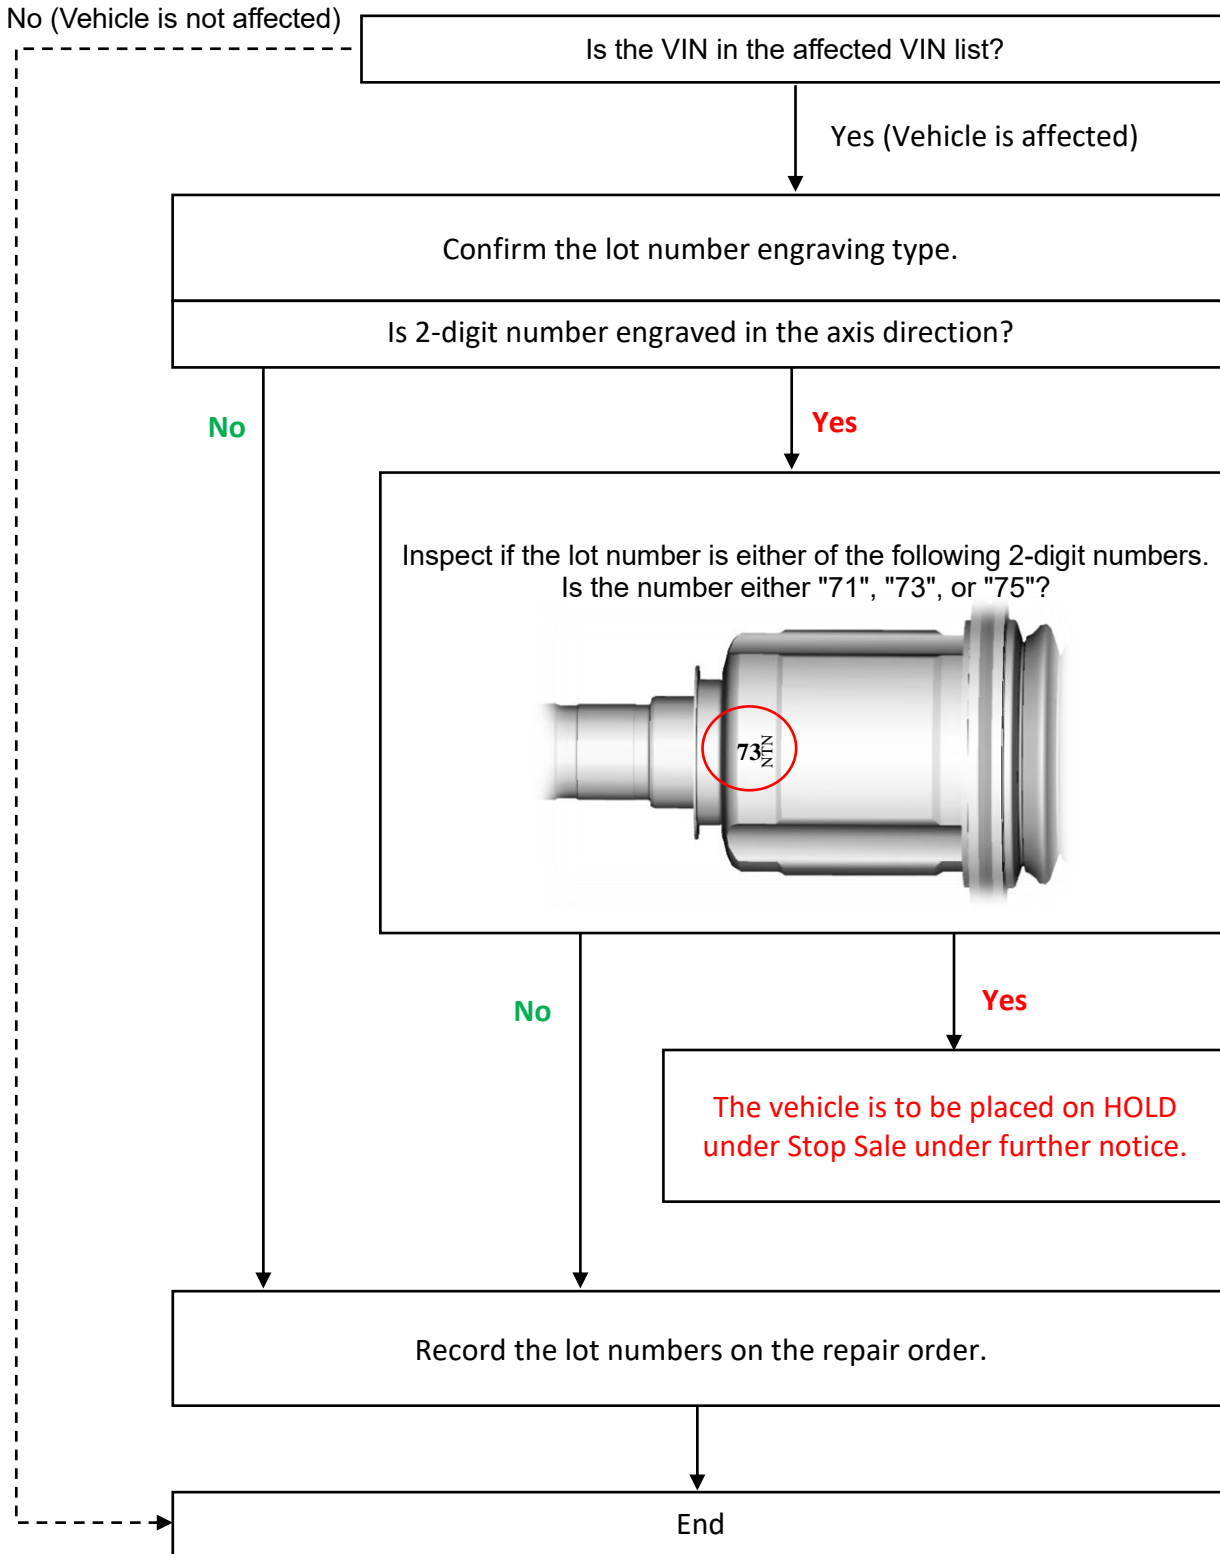 No (Vehicle is not affected)
Is the VIN in the affected VIN list?
Yes (Vehicle is affected)
Confirm the lot number engraving type.
Is 2-digit number engraved in the axis direction?
No
Yes
Inspect if the lot number is either of the following 2-digit numbers.
Is the number either "71", "73", or "75"?
73
NTN
No
Yes
The vehicle is to be placed on HOLD
under Stop Sale under further notice.
Record the lot numbers on the repair order.
End